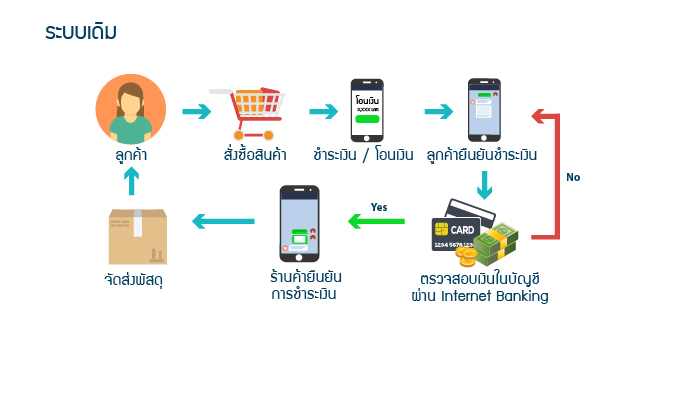 ระบบเดิม
โอนเงิน
x,xxx บาท
ลูกค้า
สั่งซื้อสินค้า
ชำระเงิน / โอนเงิน
ลูกค้ายืนยันชำระเงิน
No
Yes
CARD
1234 5678 123
จัดส่งพัสดุ
ร้านค้ายืนยัน
การชำระเงิน
ตรวจสอบเงินในบัญชี
ผ่าน Internet Banking